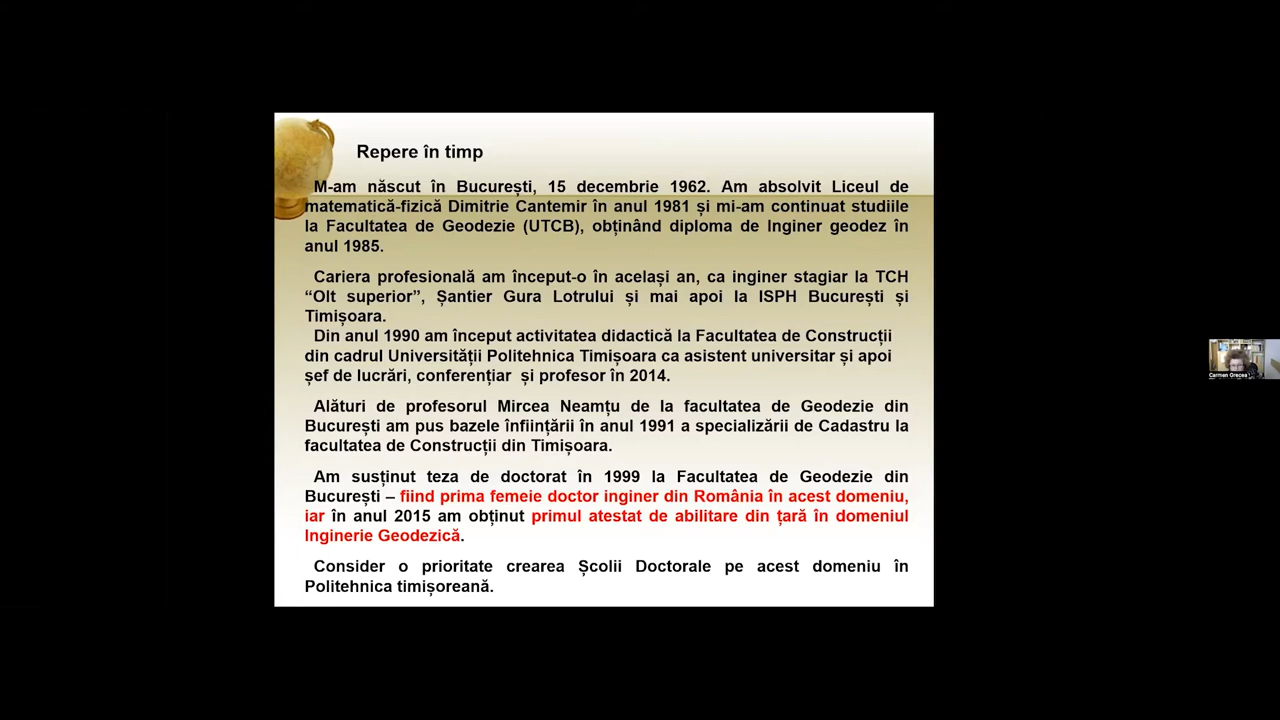 Repere în timp
M-am născut în București, 15 decembrie 1962. Am absolvit Liceul de
matematică-fizică Dimitrie Cantemir în anul 1981 și mi-am continuat studiile
la Facultatea de Geodezie (UTCB), obținând diploma de Inginer geodez în
anul 1985.
Cariera profesională am început-o în același an, ca inginer stagiar la TCH
“Olt superior”, Șantier Gura Lotrului și mai apoi la ISPH București și
Timișoara.
Din anul 1990 am început activitatea didactică la Facultatea de Construcții
din cadrul Universității Politehnica Timișoara ca asistent universitar și apoi
șef de lucrări, conferențiar și profesor în 2014.
Alături de profesorul Mircea Neamțu de la facultatea de Geodezie din
București am pus bazele înființării în anul 1991 a specializării de Cadastru la
facultatea de Construcții din Timișoara.
Am susținut teza de doctorat în 1999 la Facultatea de Geodezie din
București – fiind prima femeie doctor inginer din România în acest domeniu,
iar în anul 2015 am obținut primul atestat de abilitare din țară în domeniul
Inginerie Geodezică.
Consider o prioritate crearea Școlii Doctorale pe acest domeniu în
Politehnica timișoreană.
Carmen Grecea